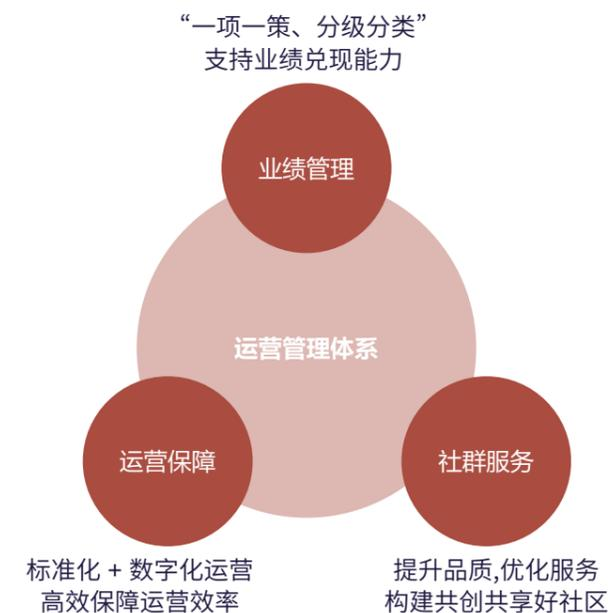 “一项一策、分级分类”
支持业绩兑现能力
业绩管理
运营管理体系
运营保障
社群服务
标准化 + 数字化运营
高效保障运营效率
提升品质,优化服务
构建共创共享好社区